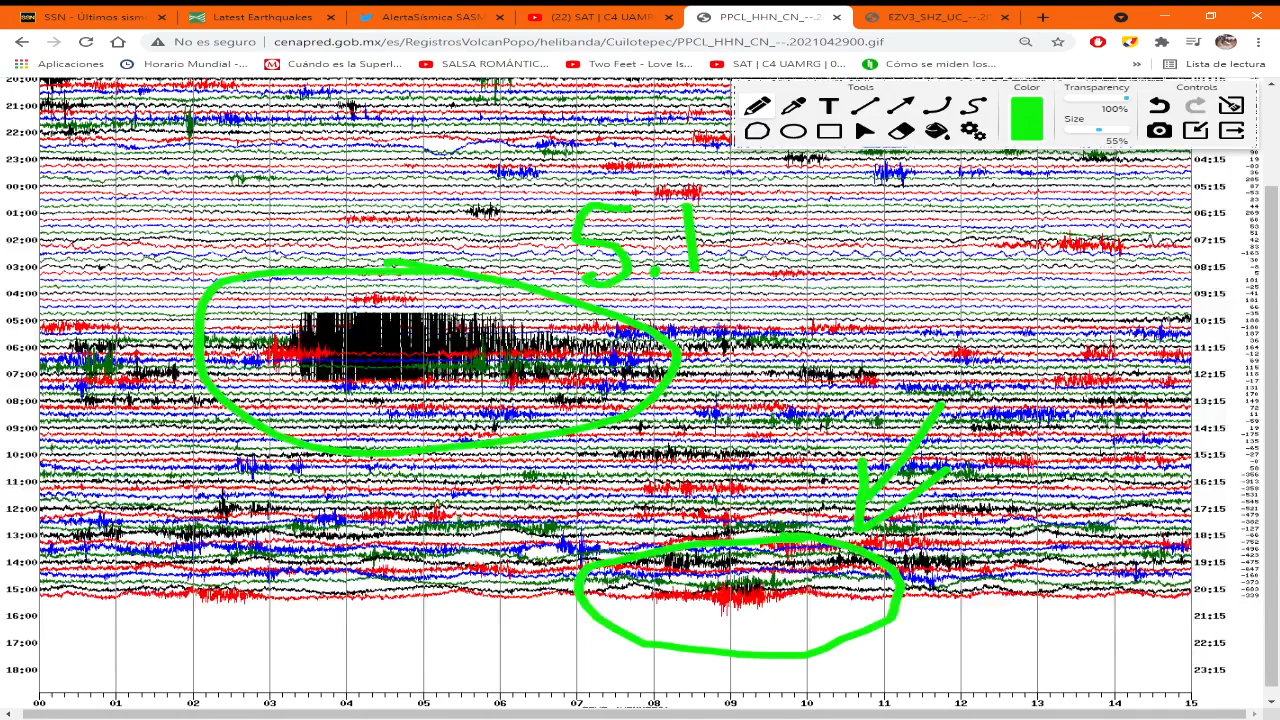 SSN - Últimos sism
Latest Earthquakes
AlertaSísmica SASM
(22) SAT | C4 UAMR
PPCL_HHN_CN_--.2
EZV3_SHZ_UC_--.20
No es seguro cenapred.gob.mx/es/RegistrosVolcanPopo/helibanda/Cuilotepec/PPCL_HHN_CN_--.2021042900.gif
Aplicaciones
Horario Mundial -...
Cuándo es la Superl...
SALSA ROMÁNTIC...
Two Feet - Love Is...
SAT | C4 UAMRG | 0...
Cómo se miden los...
»
Lista de lectura
Tools
Color
Transparency
Controls
100%
Size
55%
20:00
21:00
22:00
23:00 04:15
00:00 05:15
01:00 06:15
02:00 07:15
03:00 08:15
04:00 09:15
05:00 10:15
06:00 11:15
07:00 12:15
08:00 13:15
09:00 14:15
10:00 15:15
11:00 16:15
12:00 17:15
13:00 18:15
14:00 19:15
15:00 20:15
16:00 21:15
17:00 22:15
18:00 23:15
5.1
00 01 02 03 04 05 06 07 08 09 10 11 12 13 14 15